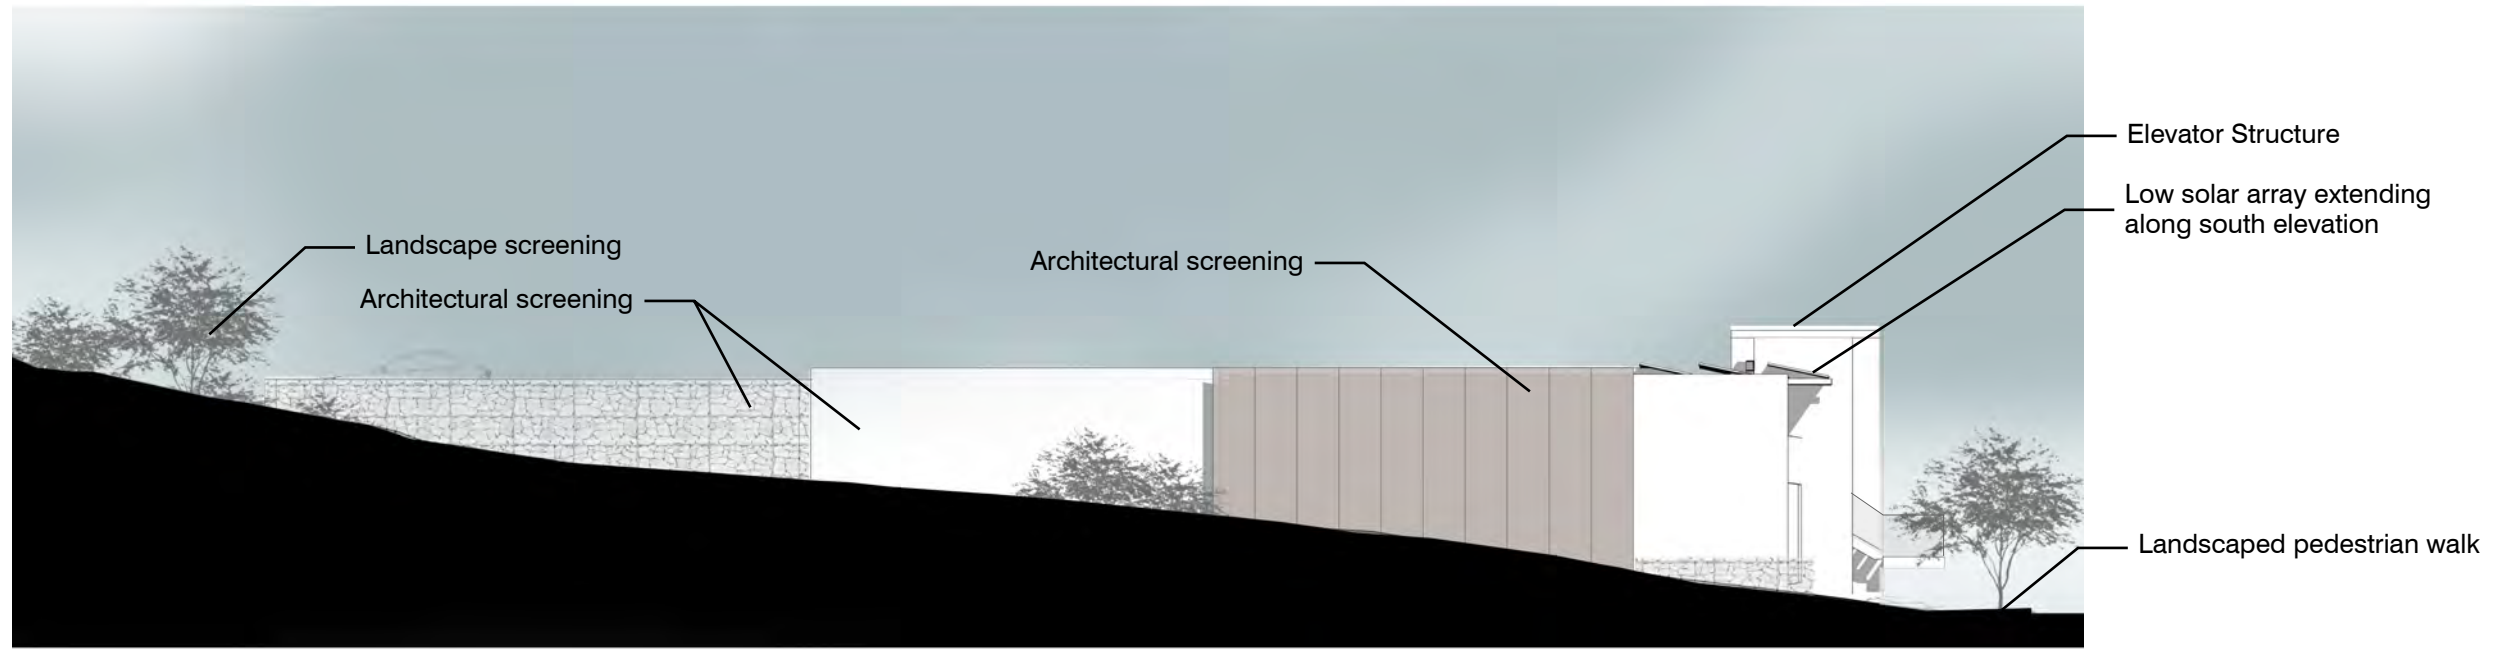 Elevator Structure
Low solar array extending
along south elevation
Landscape screening
Architectural screening
Architectural screening
Landscaped pedestrian walk